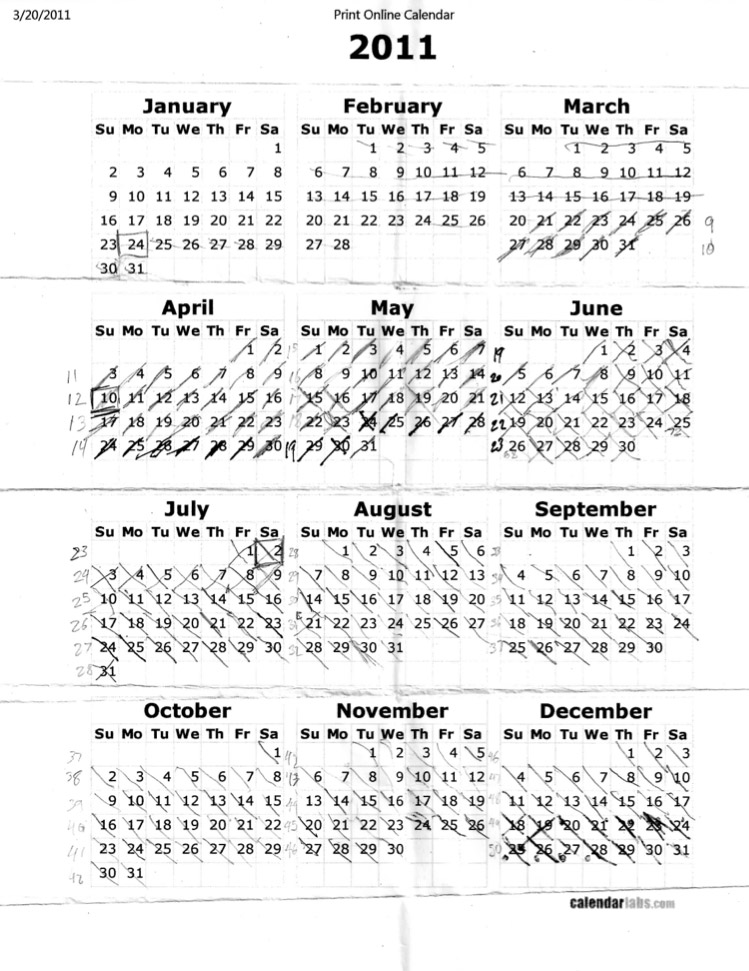 3/20/2011 Print Online Calendar
2011
January February March
Su Mo Tu We Th Fr Sa Su Mo Tu We Th Fr Sa Su Mo Tu We Th Fr Sa
1 1 2 3 4 5 1 2 3 4 5
2 3 4 5 6 7 8 6 7 8 9 10 11 12 6 7 8 9 10 11 12
9 10 11 12 13 14 15 13 14 15 16 17 18 19 13 14 15 16 17 18 19
16 17 18 19 20 21 22 20 21 22 23 24 25 26 20 21 22 23 24 25 26 9
23 24 25 26 27 28 29 27 28 27 28 29 30 31 10
30 31
April May June
Su Mo Tu We Th Fr Sa Su Mo Tu We Th Fr Sa Su Mo Tu We Th Fr Sa
1 2 15 1 2 3 4 5 6 7 19 1 2 3 4
11 3 4 5 6 7 8 9 16 8 9 10 11 12 13 14 20 5 6 7 8 9 10 11
12 10 11 12 13 14 15 16 17 15 16 17 18 19 20 21 21 12 13 14 15 16 17 18
13 17 18 19 20 21 22 23 18 22 23 24 25 26 27 28 22 19 20 21 22 23 24 25
14 24 25 26 27 28 29 30 19 29 30 31 23 26 27 28 29 30
July August September
Su Mo Tu We Th Fr Sa Su Mo Tu We Th Fr Sa Su Mo Tu We Th Fr Sa
23 1 2 28 1 2 3 4 5 6 1 2 3
24 3 4 5 6 7 8 9 29 7 8 9 10 11 12 13 34 4 5 6 7 8 9 10
25 10 11 12 13 14 15 16 14 15 16 17 18 19 20 35 11 12 13 14 15 16 17
26 17 18 19 20 21 22 23 21 22 23 24 25 26 27 36 18 19 20 21 22 23 24
27 24 25 26 27 28 29 30 32 28 29 30 31 37 25 26 27 28 29 30
28 31
October November December
Su Mo Tu We Th Fr Sa Su Mo Tu We Th Fr Sa Su Mo Tu We Th Fr Sa
37 1 42 1 2 3 4 5 46 1 2 3
38 2 3 4 5 6 7 8 43 6 7 8 9 10 11 12 47 4 5 6 7 8 9 10
39 9 10 11 12 13 14 15 44 13 14 15 16 17 18 19 48 11 12 13 14 15 16 17
40 16 17 18 19 20 21 22 45 20 21 22 23 24 25 26 49 18 19 20 21 22 23 24
41 23 24 25 26 27 28 29 46 27 28 29 30 50 25 26 27 28 29 30 31
42 30 31
calendarlabs.com